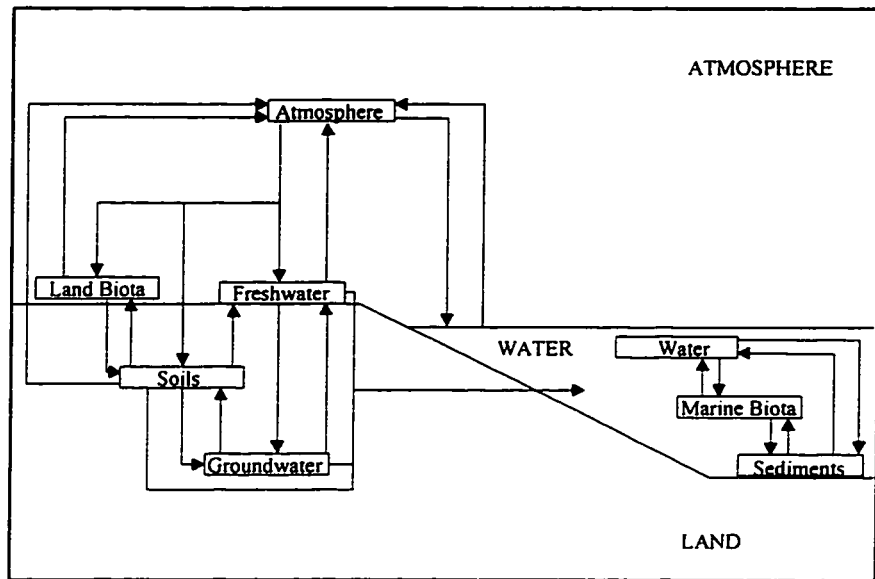 ATMOSPHERE
Atmosphere
Land Biota
Freshwater
WATER
Water
Soils
Marine Biota
Groundwater
Sediments
LAND